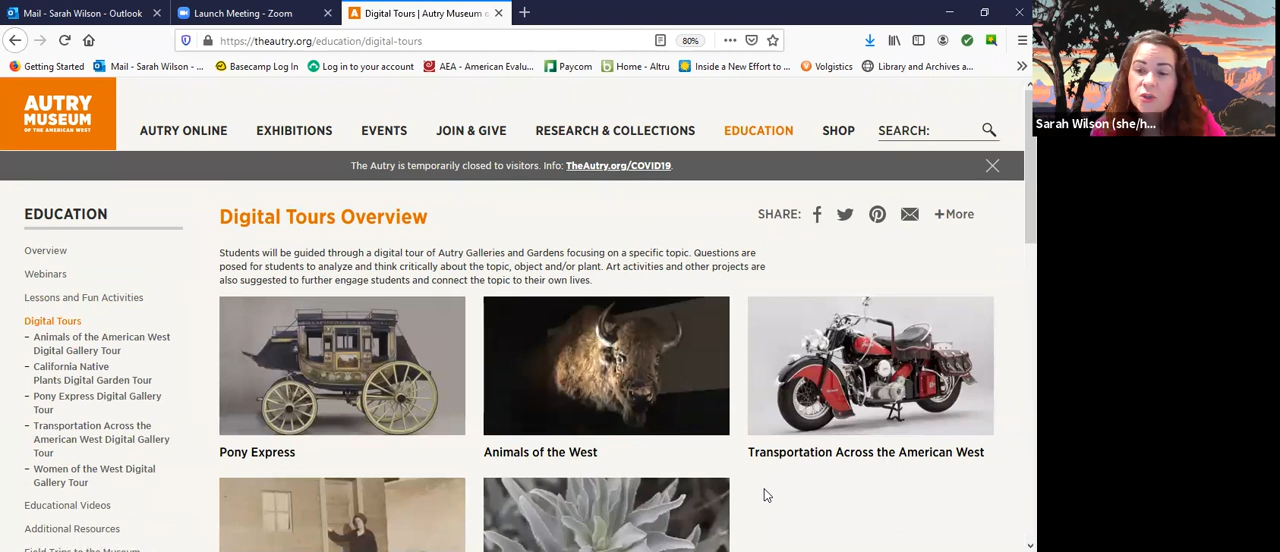 Mail - Sarah Wilson - Outlook
Launch Meeting - Zoom
Digital Tours | Autry Museum o
https://theautry.org/education/digital-tours
80%
Getting Started
Mail - Sarah Wilson - ...
Basecamp Log In
Log in to your account
AEA - American Evalu...
Paycom
Home - Altru
Inside a New Effort to ...
Volgistics
Library and Archives a...
Sarah Wilson (she/h...
AUTRY
MUSEUM
OF THE AMERICAN WEST
AUTRY ONLINE
EXHIBITIONS
EVENTS
JOIN & GIVE
RESEARCH & COLLECTIONS
EDUCATION
SHOP
SEARCH:
The Autry is temporarily closed to visitors. Info: TheAutry.org/COVID19.
EDUCATION
Overview
Webinars
Lessons and Fun Activities
Digital Tours
– Animals of the American West
Digital Gallery Tour
– California Native
Plants Digital Garden Tour
– Pony Express Digital Gallery
Tour
– Transportation Across the
American West Digital Gallery
Tour
– Women of the West Digital
Gallery Tour
Educational Videos
Additional Resources
Field Trips to the Museum
Digital Tours Overview
SHARE:
+More
Students will be guided through a digital tour of Autry Galleries and Gardens focusing on a specific topic. Questions are
posed for students to analyze and think critically about the topic, object and/or plant. Art activities and other projects are
also suggested to further engage students and connect the topic to their own lives.
Pony Express
Animals of the West
Transportation Across the American West